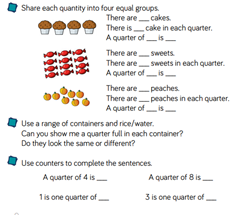 Share each quantity into four equal groups.
There are ___ cakes.
There is ___ cake in each quarter.
A quarter of ___ is ___
There are ___ sweets.
There are ___ sweets in each quarter.
A quarter of ___ is ___
There are ___ peaches.
There are ___ peaches in each quarter.
A quarter of ___ is ___
Use a range of containers and rice/water.
Can you show me a quarter full in each container?
Do they look the same or different?
Use counters to complete the sentences.
A quarter of 4 is ___ A quarter of 8 is ___
1 is one quarter of ___ 3 is one quarter of ___